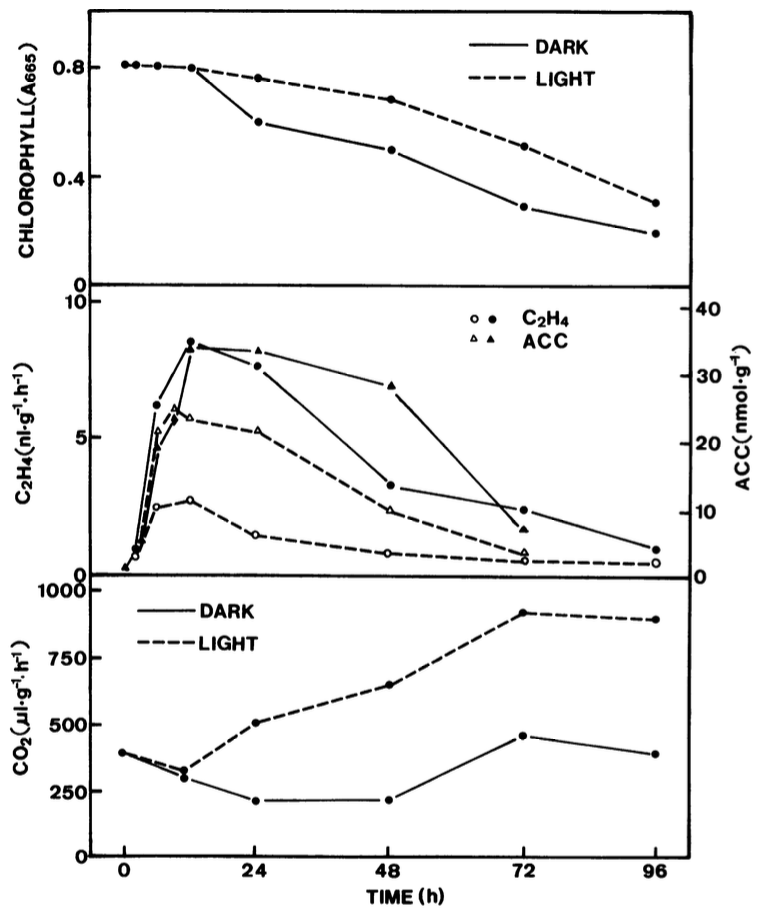 CHLOROPHYLL(A665)
0.8
0.4
0
DARK
LIGHT
C2H4(nl·g⁻¹·h⁻¹)
10
5
0
C2H4
ACC
40
30
20
10
0
ACC(nmol·g⁻¹)
CO2(µl·g⁻¹·h⁻¹)
1000
750
500
250
0
DARK
LIGHT
0 24 48 72 96
TIME (h)